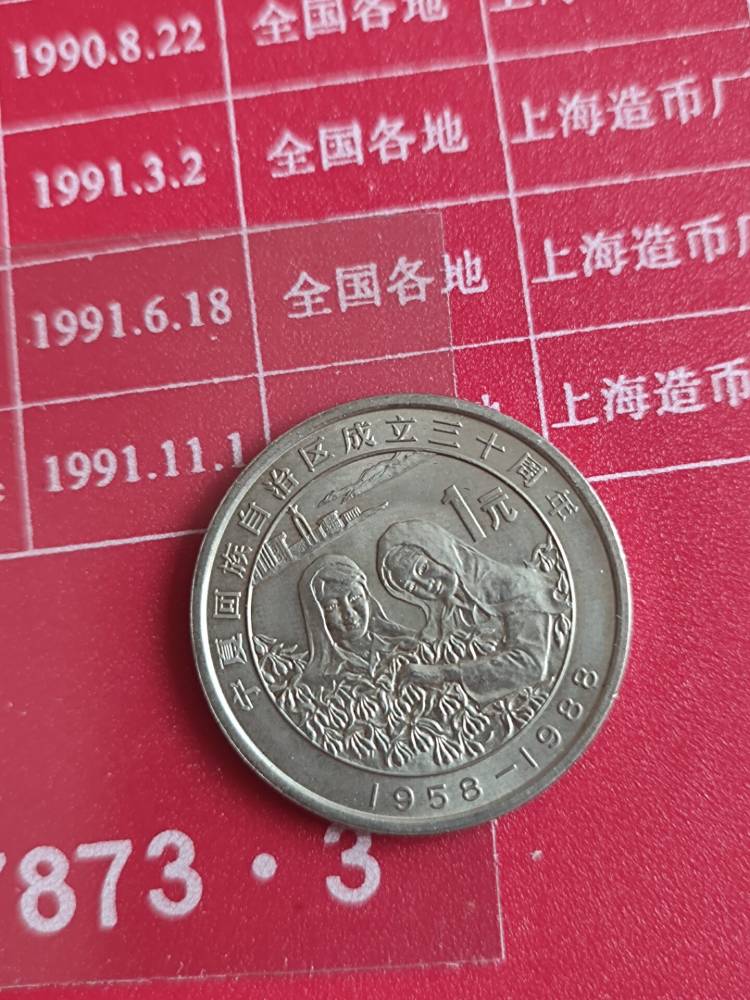 1990.8.22 全国各地 上海
1991.3.2 全国各地 上海造币厂
1991.6.18 全国各地 上海造币厂
1991.11.1 上海造币
宁夏回族自治区成立三十周年
1元
1958-1988
873·3